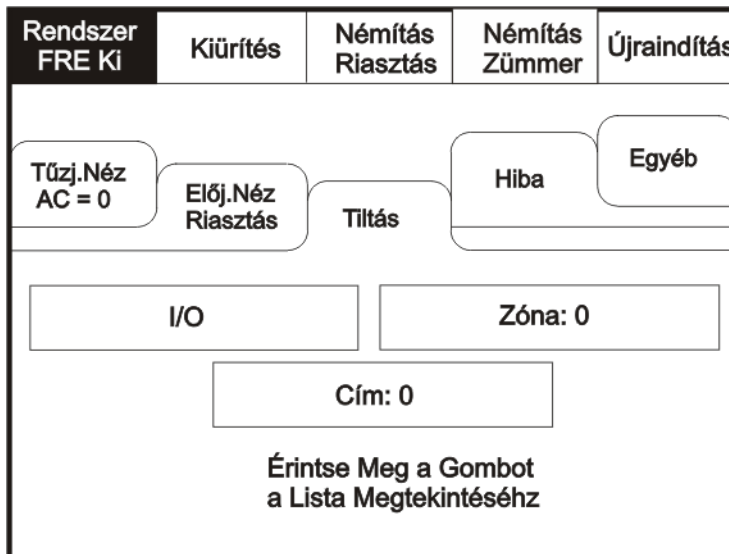 Rendszer
FRE Ki
Kiürítés
Némítás
Riasztás
Némítás
Zümmer
Újraindítás
Tűzj.Néz
AC = 0
Előj.Néz
Riasztás
Tiltás
Hiba
Egyéb
I/O
Zóna: 0
Cím: 0
Érintse Meg a Gombot
a Lista Megtekintéséhz